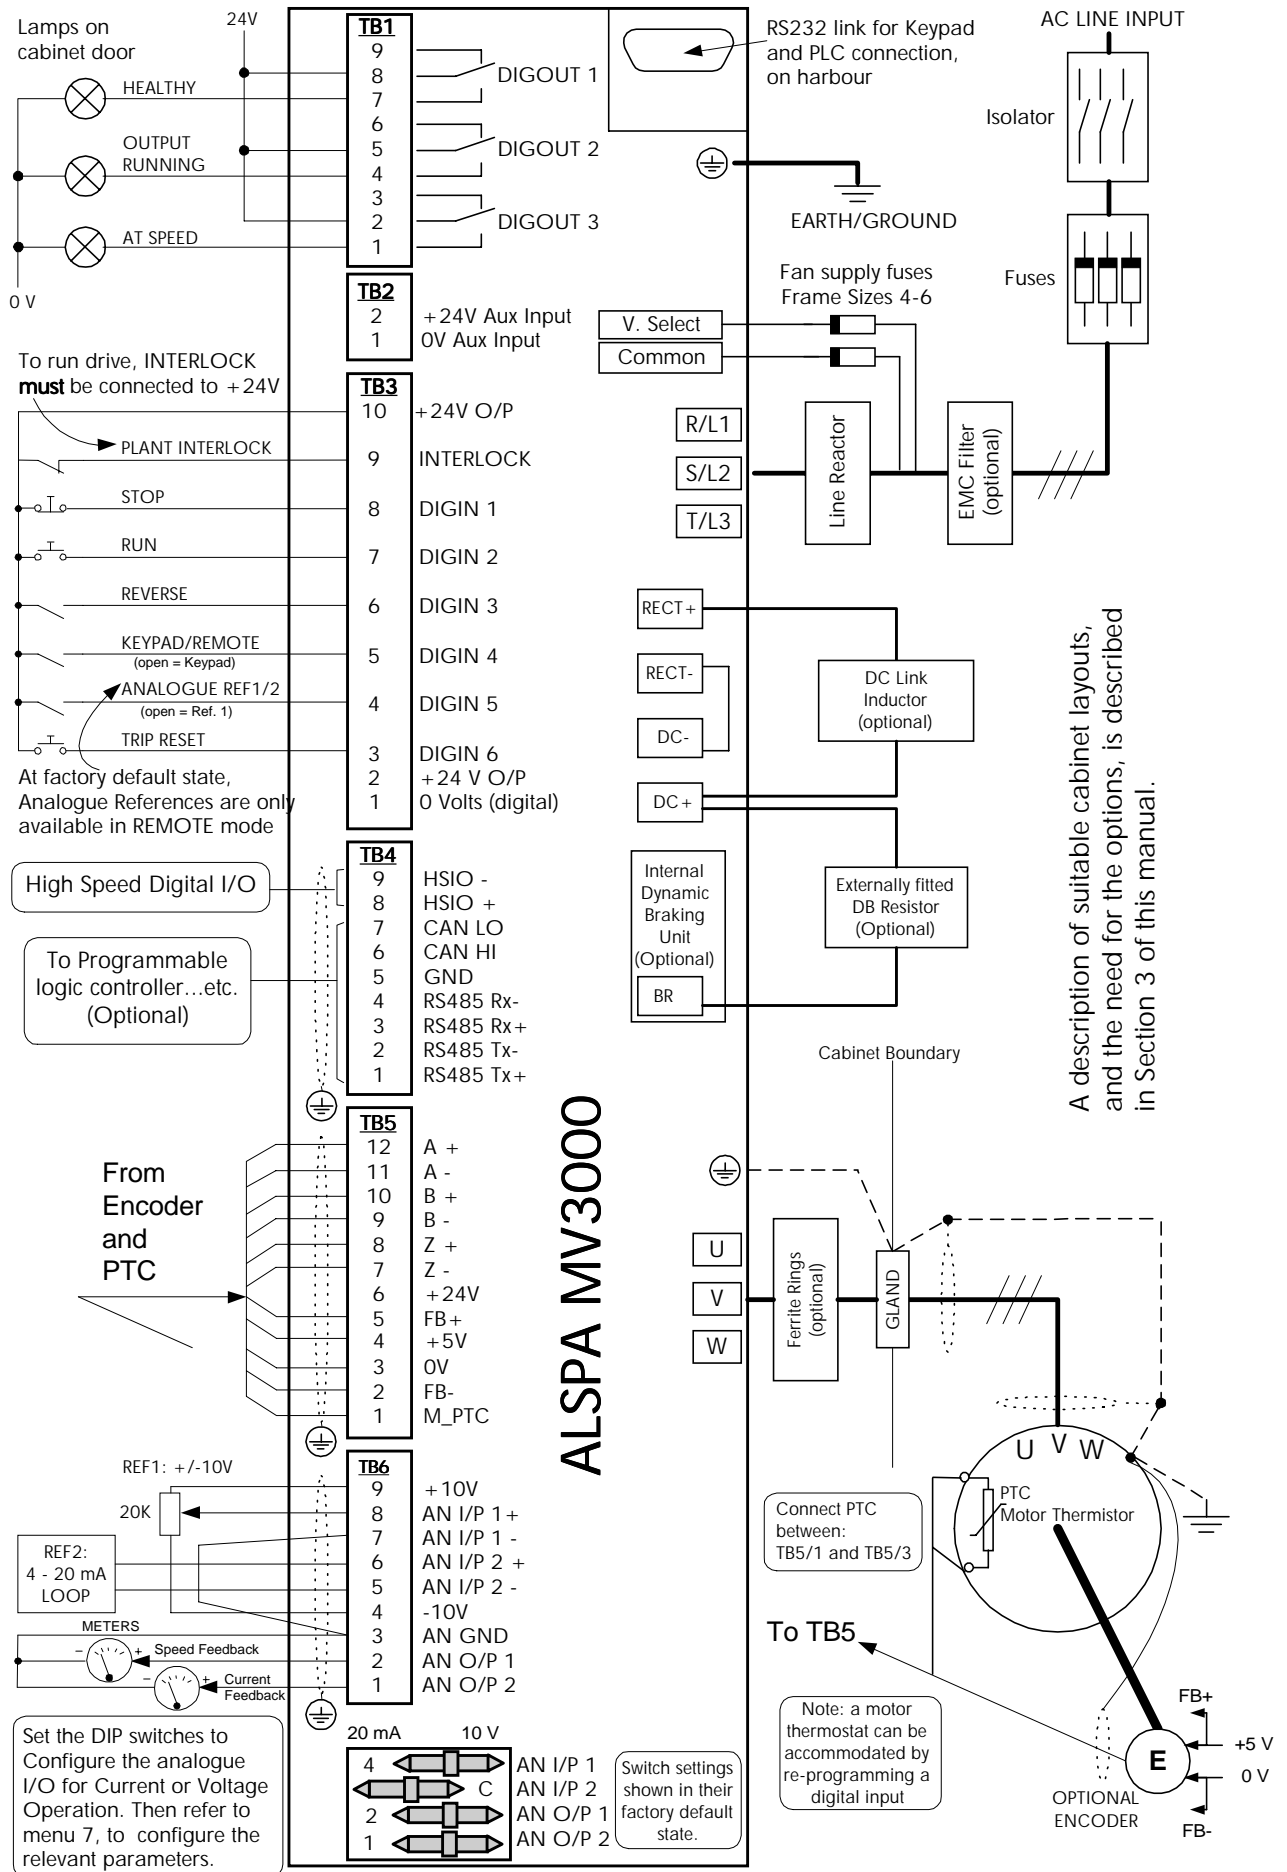 Lamps on
cabinet door
24V
HEALTHY
OUTPUT
RUNNING
AT SPEED
0 V
TB1
9
8
7
6
5
4
3
2
1
DIGOUT 1
DIGOUT 2
DIGOUT 3
RS232 link for Keypad
and PLC connection,
on harbour
EARTH/GROUND
AC LINE INPUT
Isolator
Fuses
Fan supply fuses
Frame Sizes 4-6
TB2
2 +24V Aux Input
1 0V Aux Input
V. Select
Common
To run drive, INTERLOCK
must be connected to +24V
PLANT INTERLOCK
STOP
RUN
REVERSE
KEYPAD/REMOTE
(open = Keypad)
ANALOGUE REF1/2
(open = Ref. 1)
TRIP RESET
At factory default state,
Analogue References are only
available in REMOTE mode
TB3
10 +24V O/P
9 INTERLOCK
8 DIGIN 1
7 DIGIN 2
6 DIGIN 3
5 DIGIN 4
4 DIGIN 5
3 DIGIN 6
2 +24 V O/P
1 0 Volts (digital)
R/L1
S/L2
T/L3
Line Reactor
EMC Filter
(optional)
RECT+
RECT-
DC-
DC+
DC Link
Inductor
(optional)
Internal
Dynamic
Braking
Unit
(Optional)
BR
Externally fitted
DB Resistor
(Optional)
A description of suitable cabinet layouts,
and the need for the options, is described
in Section 3 of this manual.
High Speed Digital I/O
To Programmable
logic controller...etc.
(Optional)
TB4
9 HSIO -
8 HSIO +
7 CAN LO
6 CAN HI
5 GND
4 RS485 Rx-
3 RS485 Rx+
2 RS485 Tx-
1 RS485 Tx+
Cabinet Boundary
ALSPA MV3000
From
Encoder
and
PTC
TB5
12 A +
11 A -
10 B +
9 B -
8 Z +
7 Z -
6 +24V
5 FB+
4 +5V
3 0V
2 FB-
1 M_PTC
U
V
W
Ferrite Rings
(optional)
GLAND
U V W
PTC
Motor Thermistor
Connect PTC
between:
TB5/1 and TB5/3
REF1: +/-10V
20K
REF2:
4 - 20 mA
LOOP
METERS
- + Speed Feedback
- + Current
Feedback
TB6
9 +10V
8 AN I/P 1+
7 AN I/P 1 -
6 AN I/P 2 +
5 AN I/P 2 -
4 -10V
3 AN GND
2 AN O/P 1
1 AN O/P 2
To TB5
Note: a motor
thermostat can be
accommodated by
re-programming a
digital input
E
OPTIONAL
ENCODER
FB+
+5 V
0 V
FB-
Set the DIP switches to
Configure the analogue
I/O for Current or Voltage
Operation. Then refer to
menu 7, to configure the
relevant parameters.
20 mA 10 V
4 AN I/P 1
C AN I/P 2
2 AN O/P 1
1 AN O/P 2
Switch settings
shown in their
factory default
state.